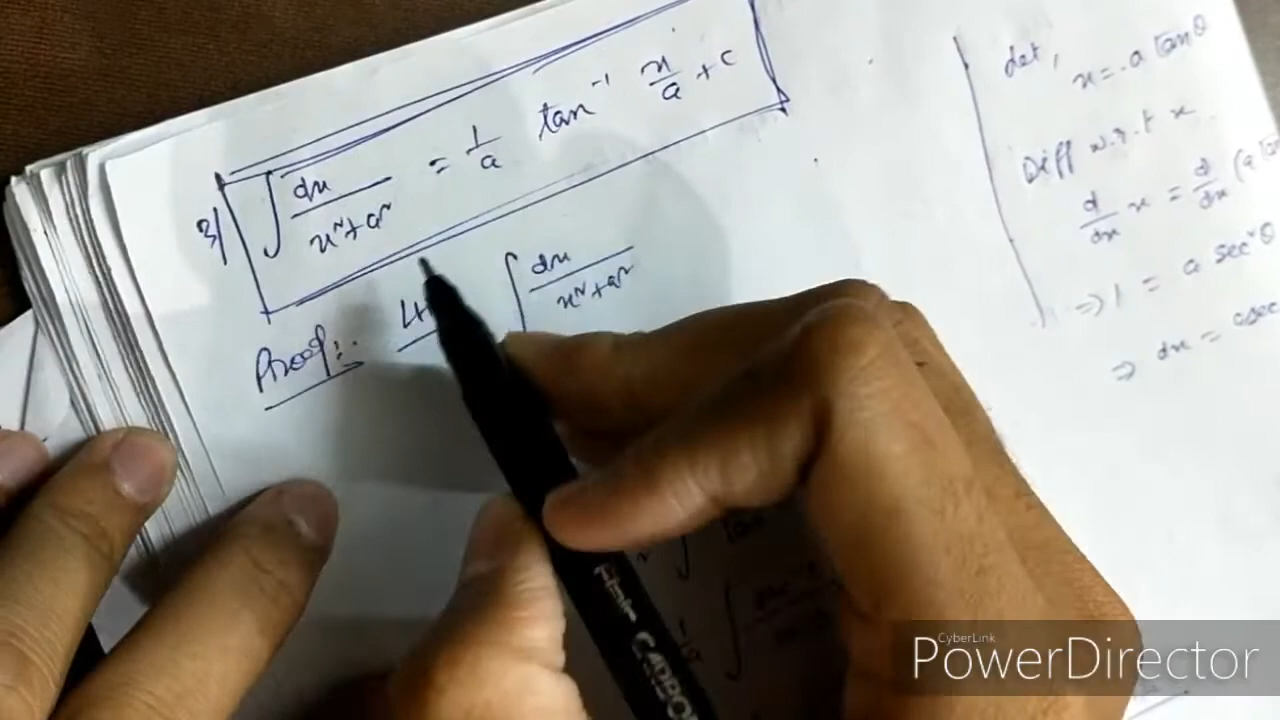 3) ∫ dx / x² + a² = 1/a tan⁻¹ x/a + c
Proof:- ∫ dx / x² + a²
Let,
x = a tanθ
Diff w.r.t x
d/dx x = d/dx (a tan
⇒ 1 = a sec²θ
⇒ dx = asec
CyberLink
PowerDirector